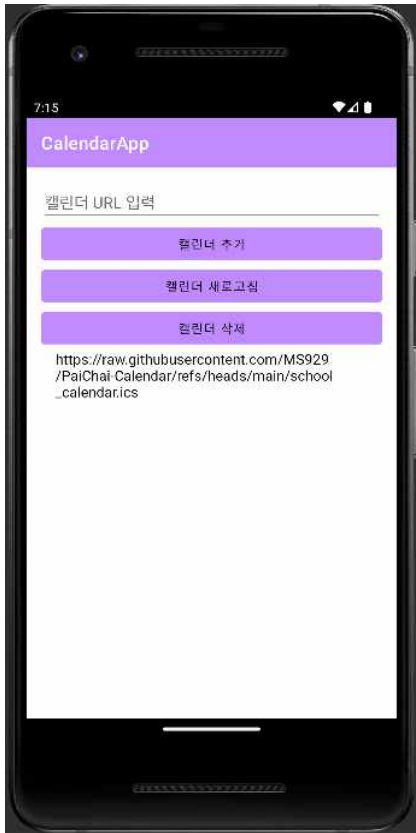 7:15
CalendarApp
캘린더 URL 입력
캘린더 추가
캘린더 새로고침
캘린더 삭제
https://raw.githubusercontent.com/MS929
/PaiChai-Calendar/refs/heads/main/school
_calendar.ics